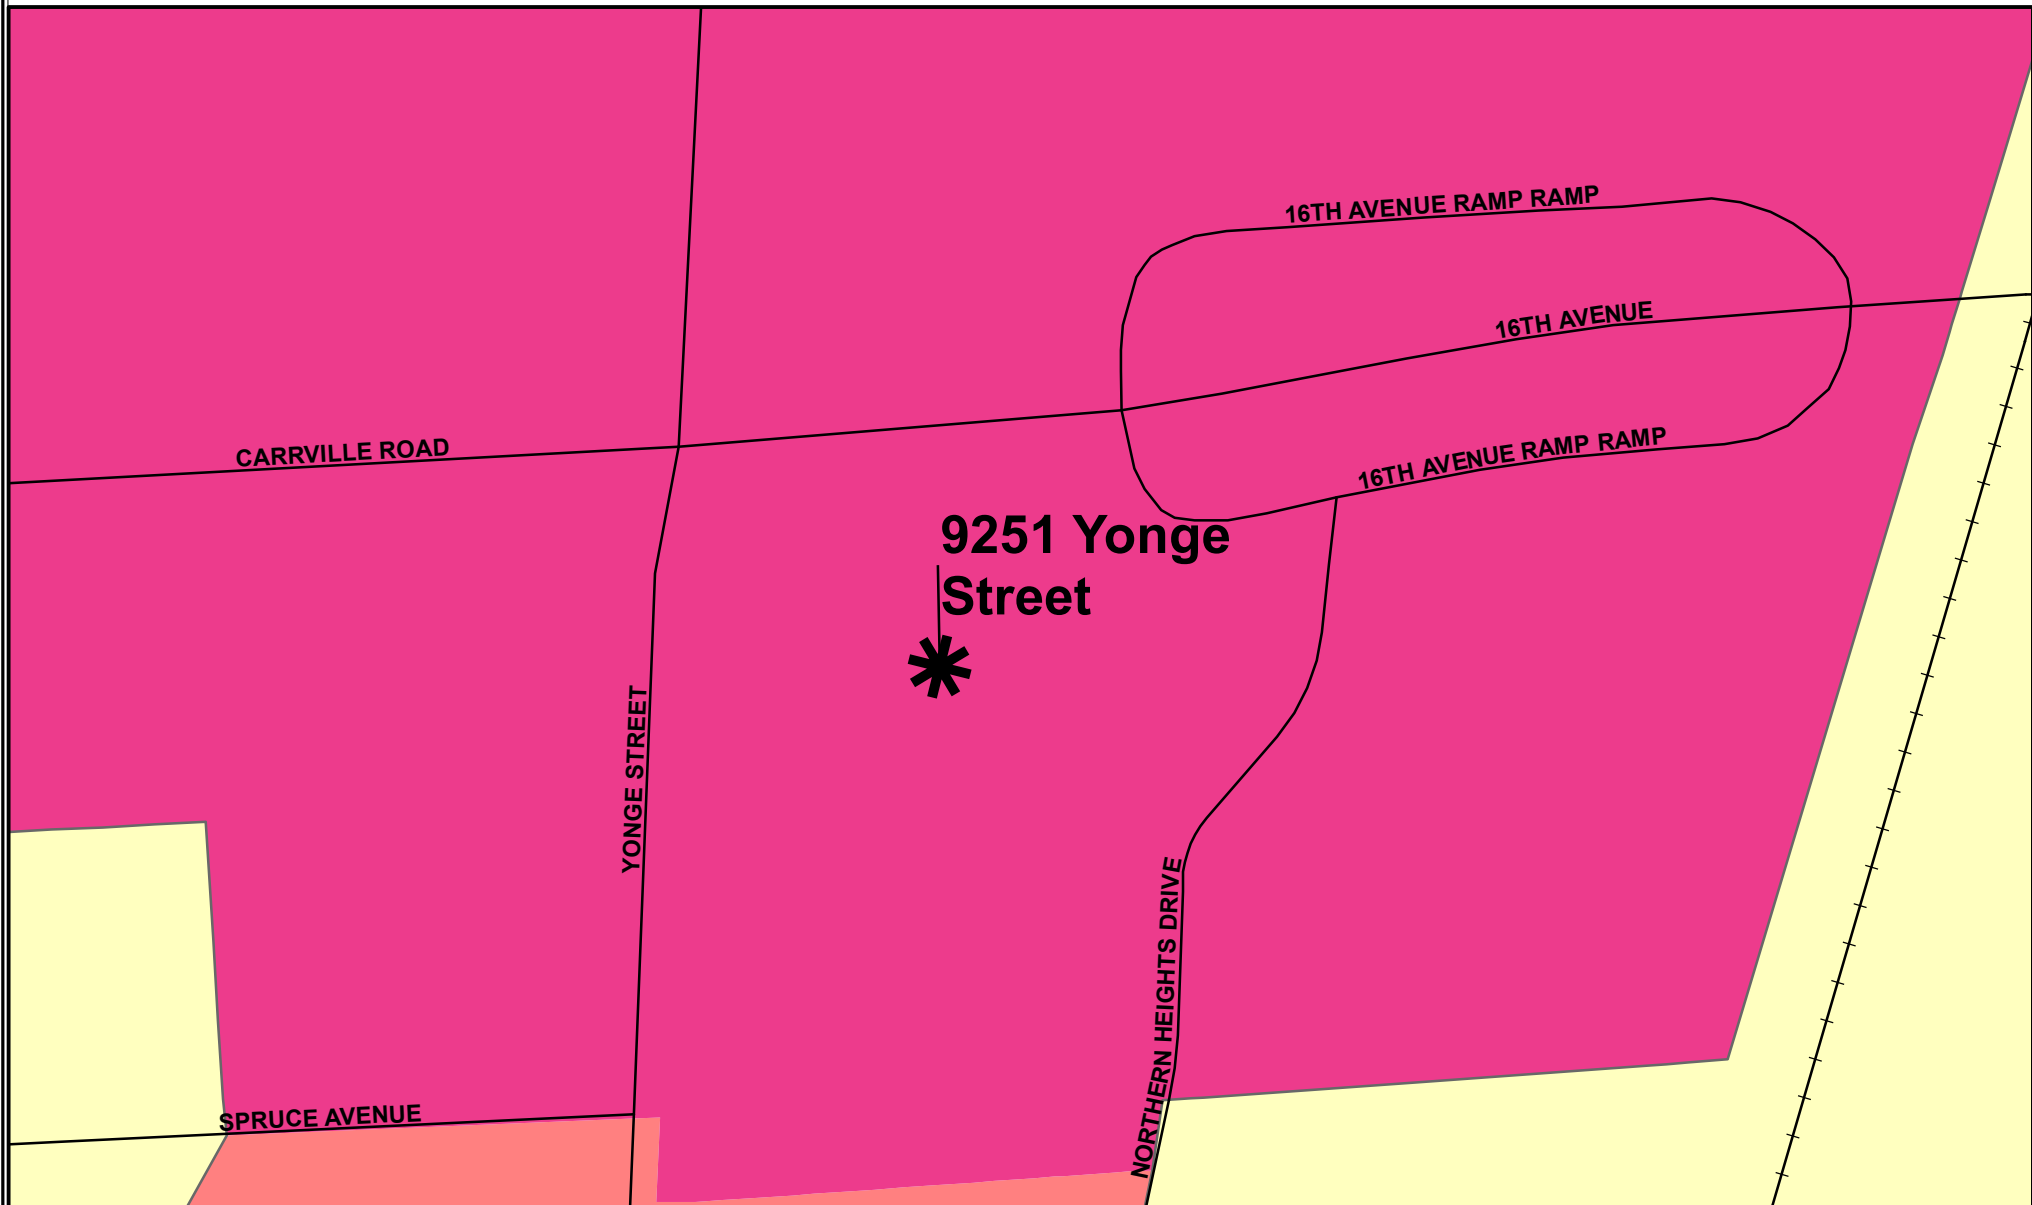 16TH AVENUE RAMP RAMP
16TH AVENUE
CARRVILLE ROAD
16TH AVENUE RAMP RAMP
9251 Yonge
Street
YONGE STREET
NORTHERN HEIGHTS DRIVE
SPRUCE AVENUE